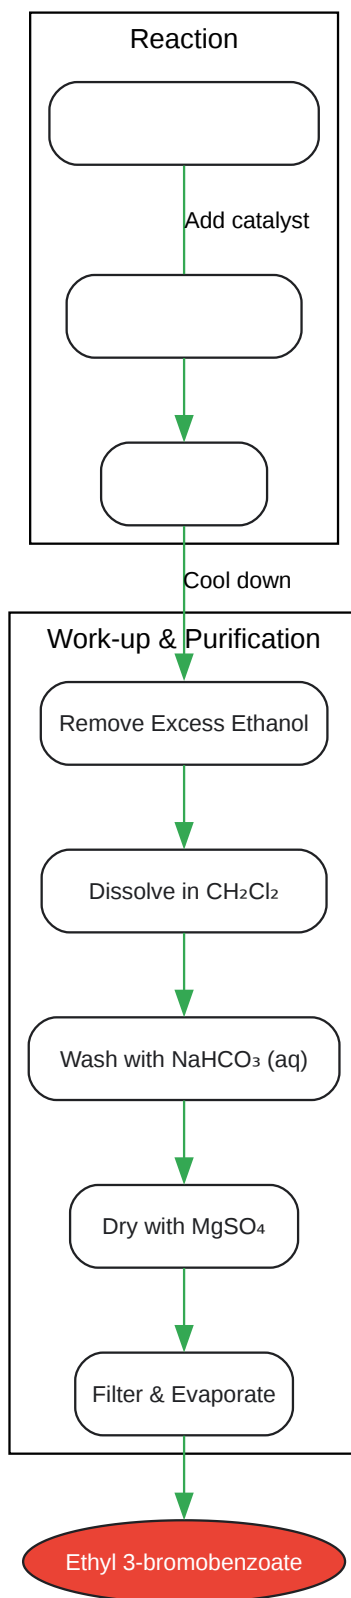 Reaction
Add catalyst
Cool down
Work-up & Purification
Remove Excess Ethanol
Dissolve in CH₂Cl₂
Wash with NaHCO₃ (aq)
Dry with MgSO₄
Filter & Evaporate
Ethyl 3-bromobenzoate